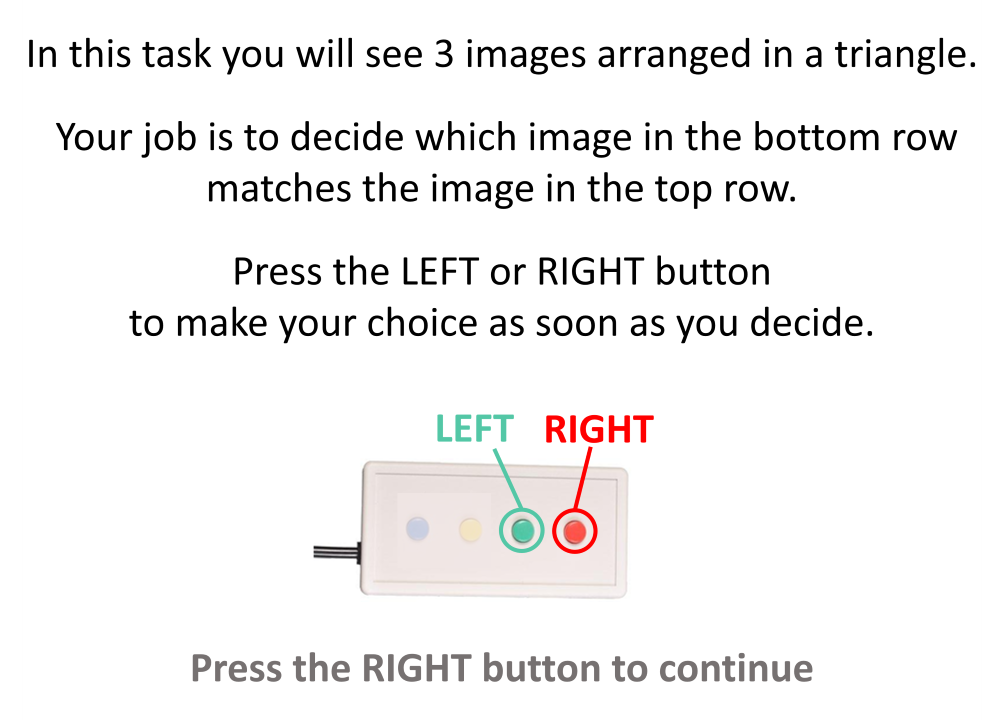 In this task you will see 3 images arranged in a triangle.
Your job is to decide which image in the bottom row
matches the image in the top row.
Press the LEFT or RIGHT button
to make your choice as soon as you decide.
LEFT RIGHT
Press the RIGHT button to continue